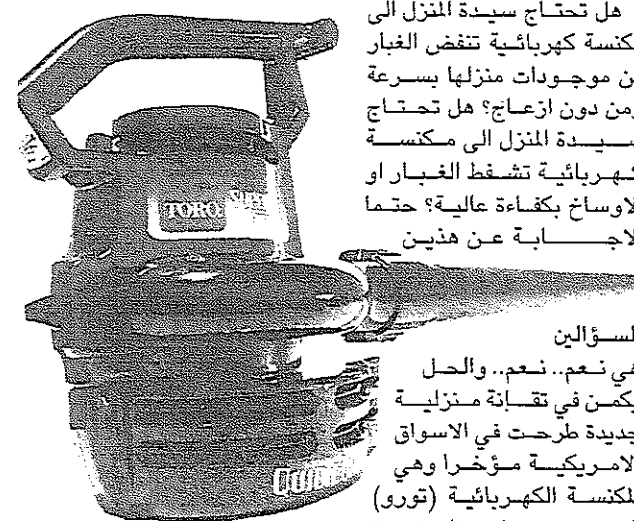 هل تحتاج سيدة المنزل الى
مكنسة كهربائية تنفض الغبار
عن موجودات منزلها بسرعة
ومن دون ازعاج؟ هل تحتاج
سيدة المنزل الى مكنسة
كهربائية تشفط الغبار او
الاوساخ بكفاءة عالية؟ حتما
الاجابة عن هذين
السؤالين
هي نعم.. نعم.. والحل
يكمن في تقانة منزلية
جديدة طرحت في الاسواق
الامريكية مؤخرا وهي
المكنسة الكهربائية (تورو)
TORO